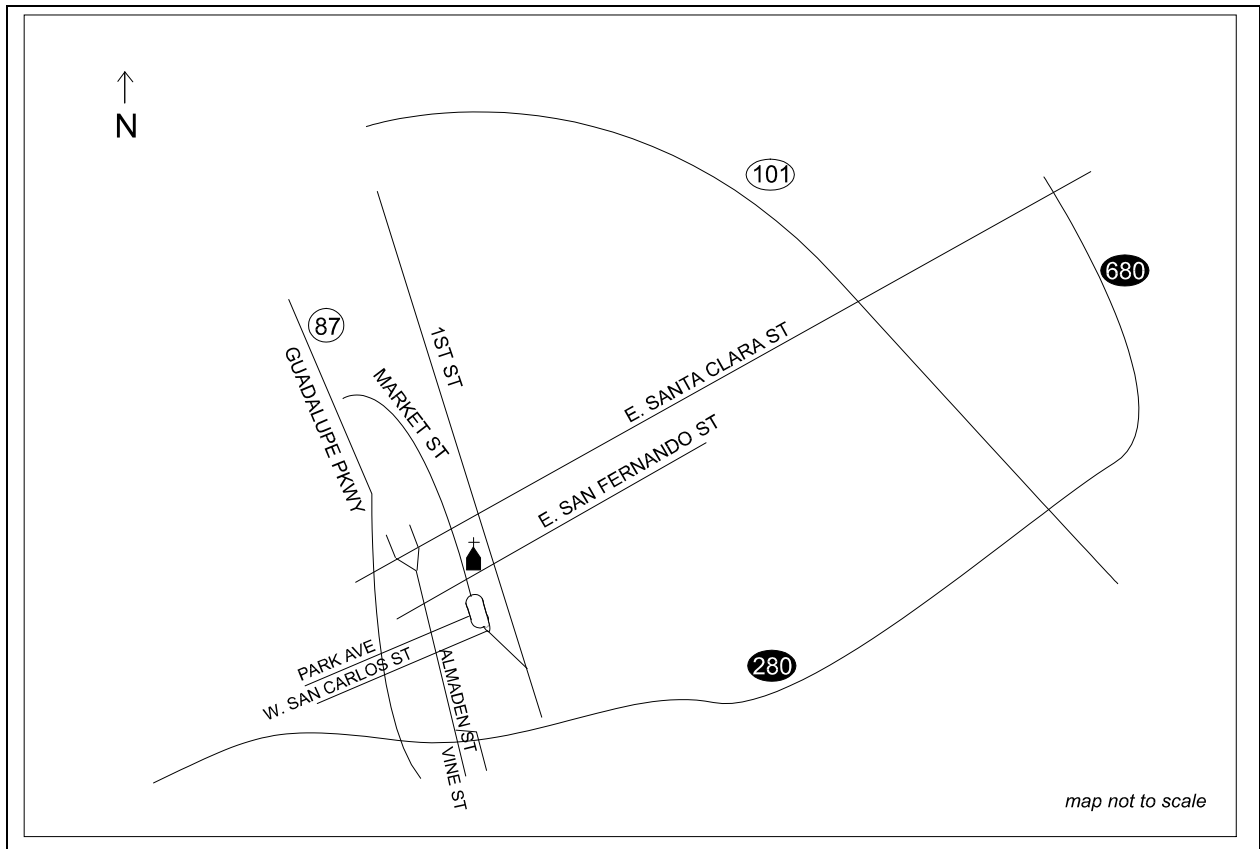 N
101
680
87
1ST ST
GUADALUPE PKWY
MARKET ST
E. SANTA CLARA ST
E. SAN FERNANDO ST
PARK AVE
W. SAN CARLOS ST
ALMADEN ST
VINE ST
280
map not to scale